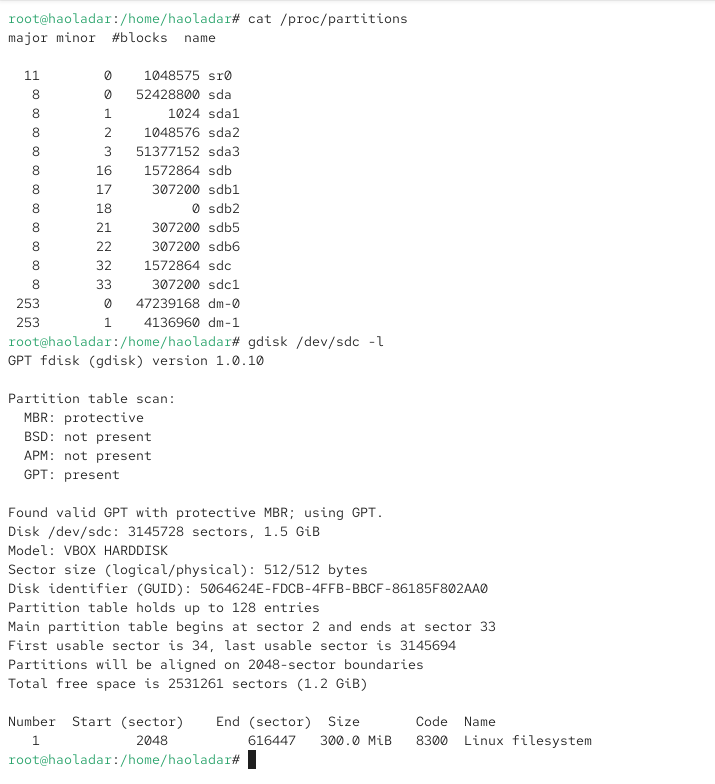 root@haoladar:/home/haoladar# cat /proc/partitions
major minor  #blocks  name

  11        0    1048575 sr0
   8        0   52428800 sda
   8        1       1024 sda1
   8        2    1048576 sda2
   8        3   51377152 sda3
   8       16    1572864 sdb
   8       17     307200 sdb1
   8       18          0 sdb2
   8       21     307200 sdb5
   8       22     307200 sdb6
   8       32    1572864 sdc
   8       33     307200 sdc1
 253        0   47239168 dm-0
 253        1    4136960 dm-1
root@haoladar:/home/haoladar# gdisk /dev/sdc -l
GPT fdisk (gdisk) version 1.0.10

Partition table scan:
  MBR: protective
  BSD: not present
  APM: not present
  GPT: present

Found valid GPT with protective MBR; using GPT.
Disk /dev/sdc: 3145728 sectors, 1.5 GiB
Model: VBOX HARDDISK
Sector size (logical/physical): 512/512 bytes
Disk identifier (GUID): 5064624E-FDCB-4FFB-BBCF-86185F802AA0
Partition table holds up to 128 entries
Main partition table begins at sector 2 and ends at sector 33
First usable sector is 34, last usable sector is 3145694
Partitions will be aligned on 2048-sector boundaries
Total free space is 2531261 sectors (1.2 GiB)

Number  Start (sector)    End (sector)  Size       Code  Name
   1            2048          616447   300.0 MiB   8300  Linux filesystem
root@haoladar:/home/haoladar#